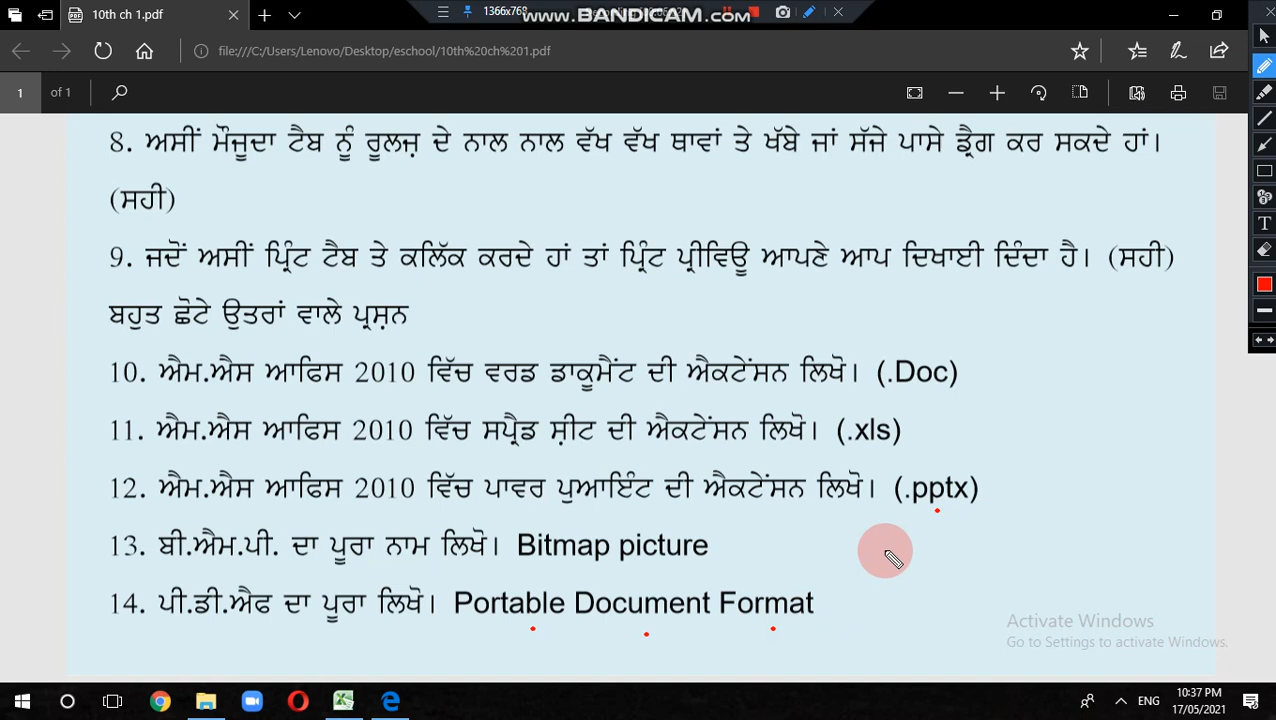 10th ch 1.pdf
1366x768
www.BANDICAM.com
file:///C:/Users/Lenovo/Desktop/eschool/10th%20ch%201.pdf
1 of 1
8. ਅਸੀਂ ਮੌਜੂਦਾ ਟੈਬ ਨੂੰ ਰੂਲਜ਼ ਦੇ ਨਾਲ ਨਾਲ ਵੱਖ ਵੱਖ ਥਾਵਾਂ ਤੇ ਖੱਬੇ ਜਾਂ ਸੱਜੇ ਪਾਸੇ ਡ੍ਰੈਗ ਕਰ ਸਕਦੇ ਹਾਂ।
(ਸਹੀ)
9. ਜਦੋਂ ਅਸੀਂ ਪ੍ਰਿੰਟ ਟੈਬ ਤੇ ਕਲਿੱਕ ਕਰਦੇ ਹਾਂ ਤਾਂ ਪ੍ਰਿੰਟ ਪ੍ਰੀਵਿਊ ਆਪਣੇ ਆਪ ਦਿਖਾਈ ਦਿੰਦਾ ਹੈ। (ਸਹੀ)
ਬਹੁਤ ਛੋਟੇ ਉਤਰਾਂ ਵਾਲੇ ਪ੍ਰਸ਼ਨ
10. ਐਮ.ਐਸ ਆਫਿਸ 2010 ਵਿੱਚ ਵਰਡ ਡਾਕੂਮੈਂਟ ਦੀ ਐਕਟੇਂਸਨ ਲਿਖੋ। (.Doc)
11. ਐਮ.ਐਸ ਆਫਿਸ 2010 ਵਿੱਚ ਸਪ੍ਰੈਡ ਸ਼ੀਟ ਦੀ ਐਕਟੇਂਸਨ ਲਿਖੋ। (.xls)
12. ਐਮ.ਐਸ ਆਫਿਸ 2010 ਵਿੱਚ ਪਾਵਰ ਪੁਆਇੰਟ ਦੀ ਐਕਟੇਂਸਨ ਲਿਖੋ। (.pptx)
13. ਬੀ.ਐਮ.ਪੀ. ਦਾ ਪੂਰਾ ਨਾਮ ਲਿਖੋ। Bitmap picture
14. ਪੀ.ਡੀ.ਐਫ ਦਾ ਪੂਰਾ ਲਿਖੋ। Portable Document Format
Activate Windows
Go to Settings to activate Windows.
ENG
10:37 PM
17/05/2021